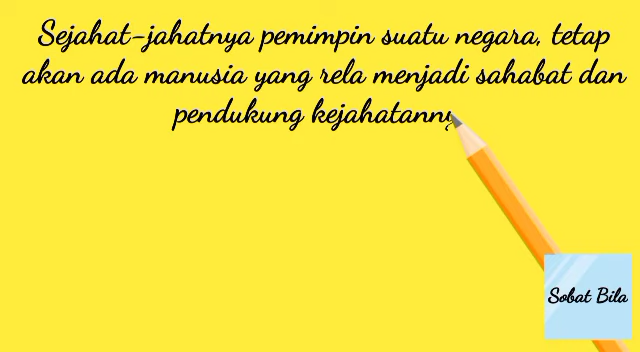 Sejahat-jahatnya pemimpin suatu negara, tetap
akan ada manusia yang rela menjadi sahabat dan
pendukung kejahatanny
Sobat Bila